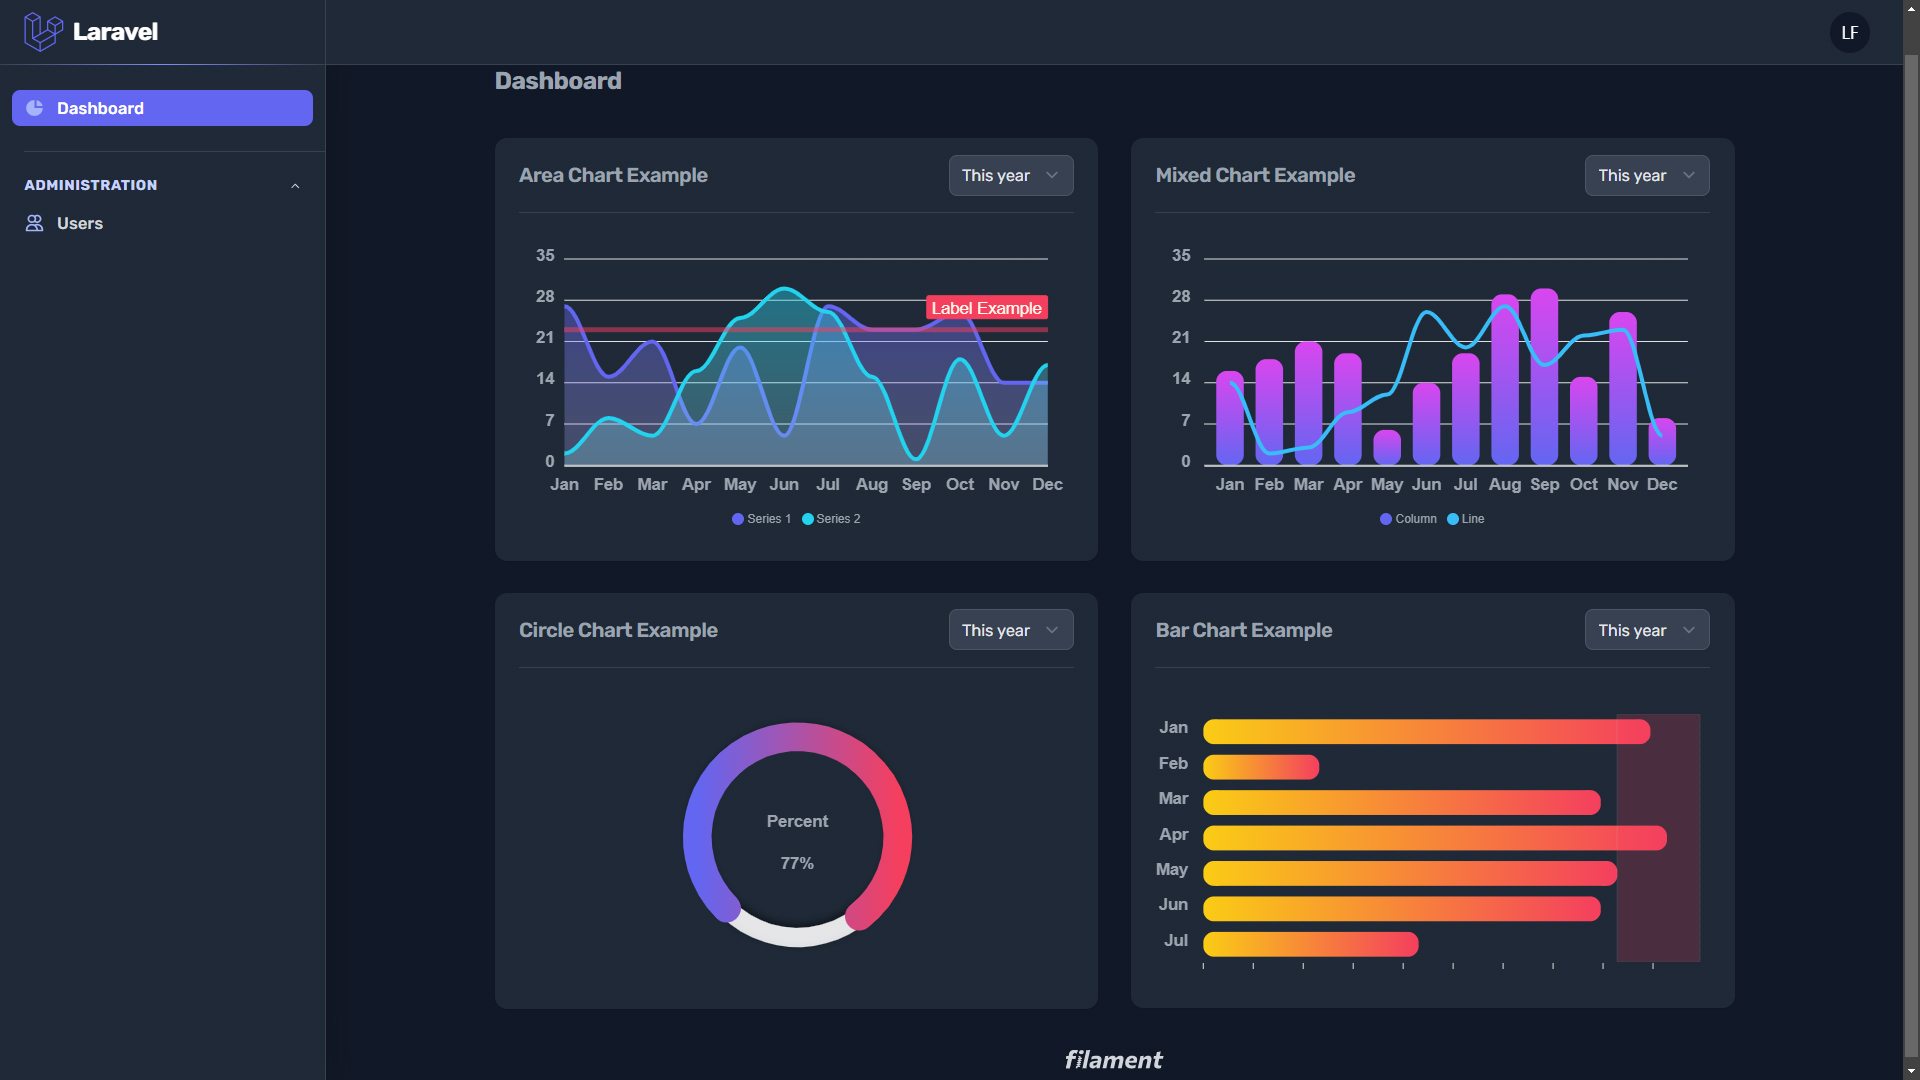 Laravel
LF
Dashboard
ADMINISTRATION
Users
Dashboard
Area Chart Example
This year
35
28
21
14
7
0
Label Example
Jan Feb Mar Apr May Jun Jul Aug Sep Oct Nov Dec
Series 1 Series 2
Mixed Chart Example
This year
35
28
21
14
7
0
Jan Feb Mar Apr May Jun Jul Aug Sep Oct Nov Dec
Column Line
Circle Chart Example
This year
Percent
77%
Bar Chart Example
This year
Jan
Feb
Mar
Apr
May
Jun
Jul
filament